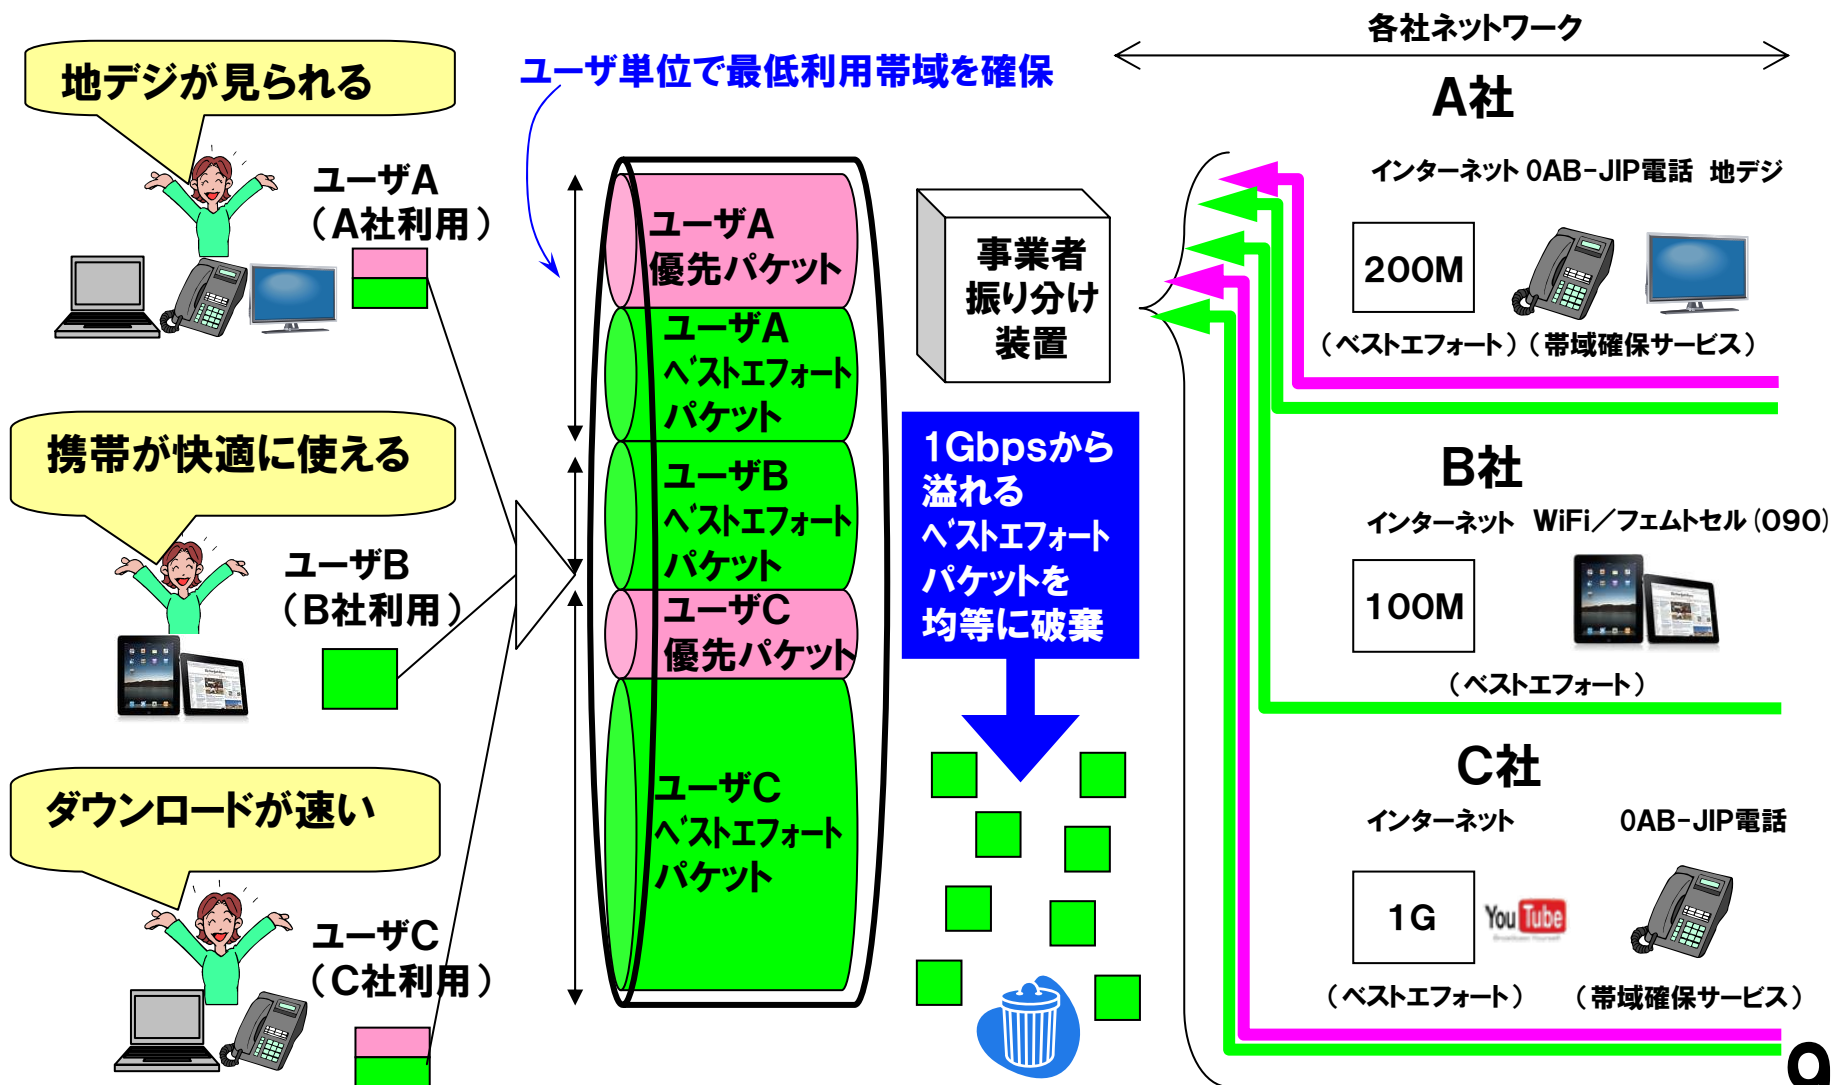 各社ネットワーク
地デジが見られる
ユーザ単位で最低利用帯域を確保
A社
ユーザA
（A社利用）
インターネット 0AB-JIP電話 地デジ
200M
（ベストエフォート）（帯域確保サービス）
ユーザA
優先パケット
ユーザA
ベストエフォート
パケット
事業者
振り分け
装置
携帯が快適に使える
ユーザB
（B社利用）
ユーザB
ベストエフォート
パケット
1Gbpsから
溢れる
ベストエフォート
パケットを
均等に破棄
B社
インターネット WiFi／フェムトセル（090）
100M
（ベストエフォート）
ユーザC
優先パケット
ダウンロードが速い
ユーザC
（C社利用）
ユーザC
ベストエフォート
パケット
C社
インターネット 0AB-JIP電話
1G
You Tube
Broadcast Yourself
（ベストエフォート）（帯域確保サービス）
9